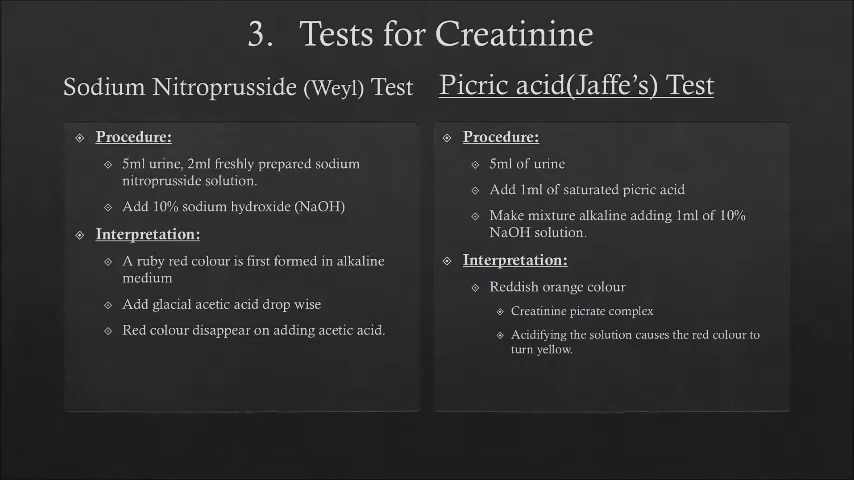 3. Tests for Creatinine
Sodium Nitroprusside (Weyl) Test
Procedure:
5ml urine, 2ml freshly prepared sodium
nitroprusside solution.
Add 10% sodium hydroxide (NaOH)
Interpretation:
A ruby red colour is first formed in alkaline
medium
Add glacial acetic acid drop wise
Red colour disappear on adding acetic acid.
Picric acid(Jaffe’s) Test
Procedure:
5ml of urine
Add 1ml of saturated picric acid
Make mixture alkaline adding 1ml of 10%
NaOH solution.
Interpretation:
Reddish orange colour
Creatinine picrate complex
Acidifying the solution causes the red colour to
turn yellow.